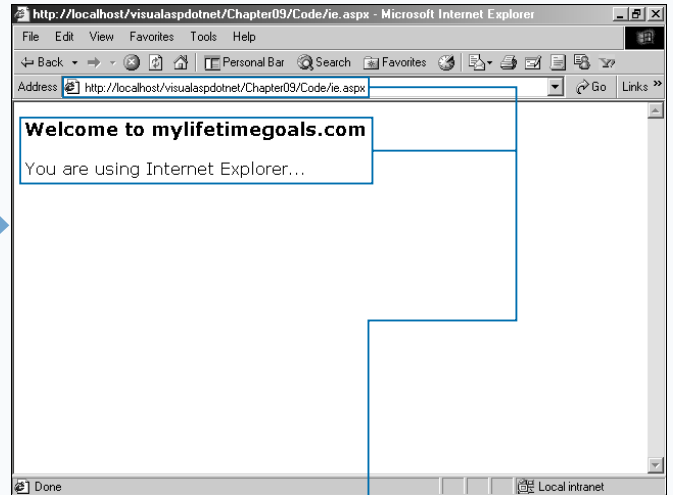 http://localhost/visualaspdotnet/Chapter09/Code/ie.aspx - Microsoft Internet Explorer
File Edit View Favorites Tools Help
Back Personal Bar Search Favorites
Address http://localhost/visualaspdotnet/Chapter09/Code/ie.aspx Go Links »
Welcome to mylifetimegoals.com
You are using Internet Explorer...
Done Local intranet